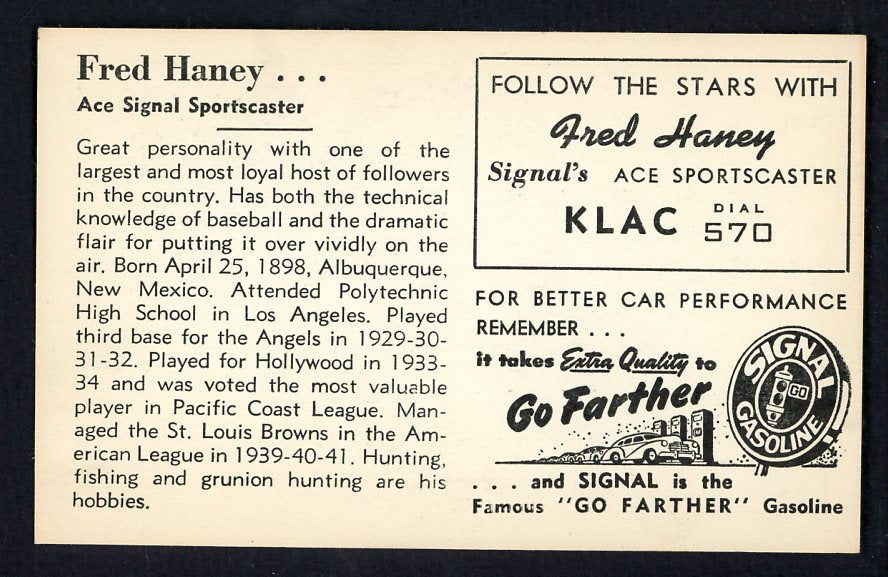 Fred Haney . . .
Ace Signal Sportscaster
Great personality with one of the
largest and most loyal host of followers
in the country. Has both the technical
knowledge of baseball and the dramatic
flair for putting it over vividly on the
air. Born April 25, 1898, Albuquerque,
New Mexico. Attended Polytechnic
High School in Los Angeles. Played
third base for the Angels in 1929-30-
31-32. Played for Hollywood in 1933-
34 and was voted the most valuable
player in Pacific Coast League. Man-
aged the St. Louis Browns in the Am-
erican League in 1939-40-41. Hunting,
fishing and grunion hunting are his
hobbies.
FOLLOW THE STARS WITH
Fred Haney
Signal's ACE SPORTSCASTER
KLAC DIAL 570
FOR BETTER CAR PERFORMANCE
REMEMBER . . .
it takes Extra Quality to
Go Farther
SIGNAL
GO
GASOLINE
. . . and SIGNAL is the
Famous "GO FARTHER" Gasoline